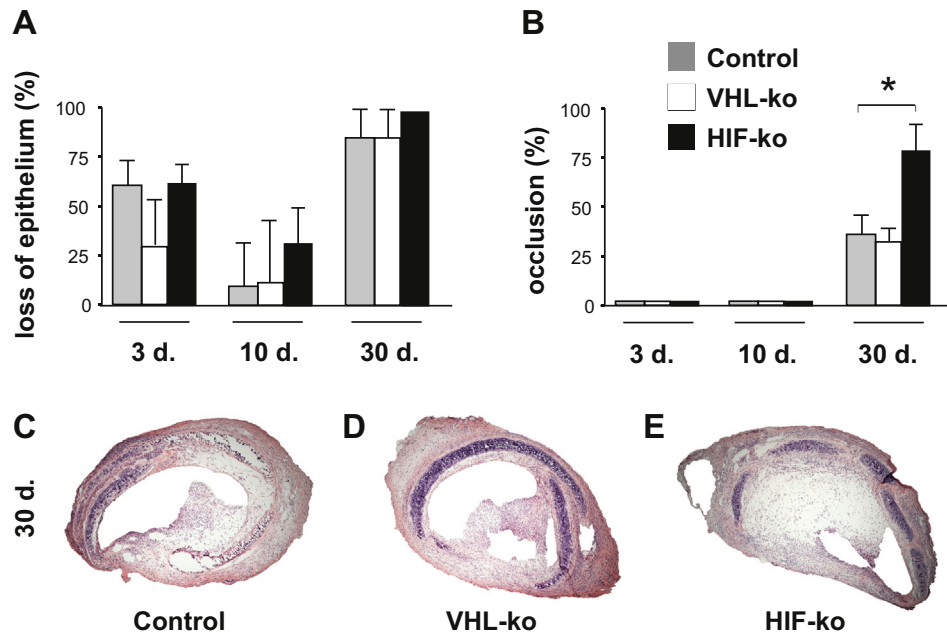 A
loss of epithelium (%)
100
75
50
25
0
3 d.
10 d.
30 d.
B
Control
VHL-ko
HIF-ko
*
occlusion (%)
100
75
50
25
0
3 d.
10 d.
30 d.
C
D
E
30 d.
Control
VHL-ko
HIF-ko